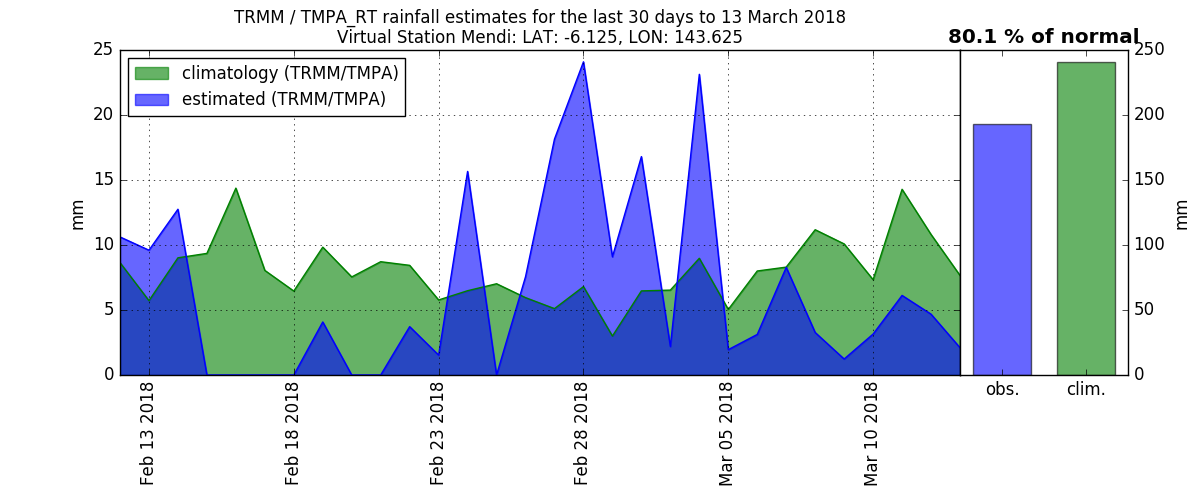 TRMM / TMPA_RT rainfall estimates for the last 30 days to 13 March 2018
Virtual Station Mendi: LAT: -6.125, LON: 143.625
80.1 % of normal
climatology (TRMM/TMPA)
estimated (TRMM/TMPA)
25
20
15
10
5
0
mm
Feb 13 2018
Feb 18 2018
Feb 23 2018
Feb 28 2018
Mar 05 2018
Mar 10 2018
obs.
clim.
250
200
150
100
50
0
mm